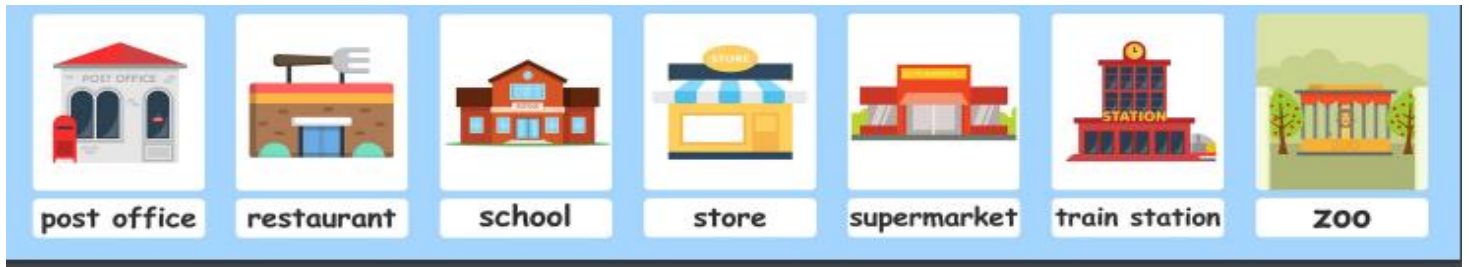 POST OFFICE
STORE
STATION
post office
restaurant
school
store
supermarket
train station
zoo